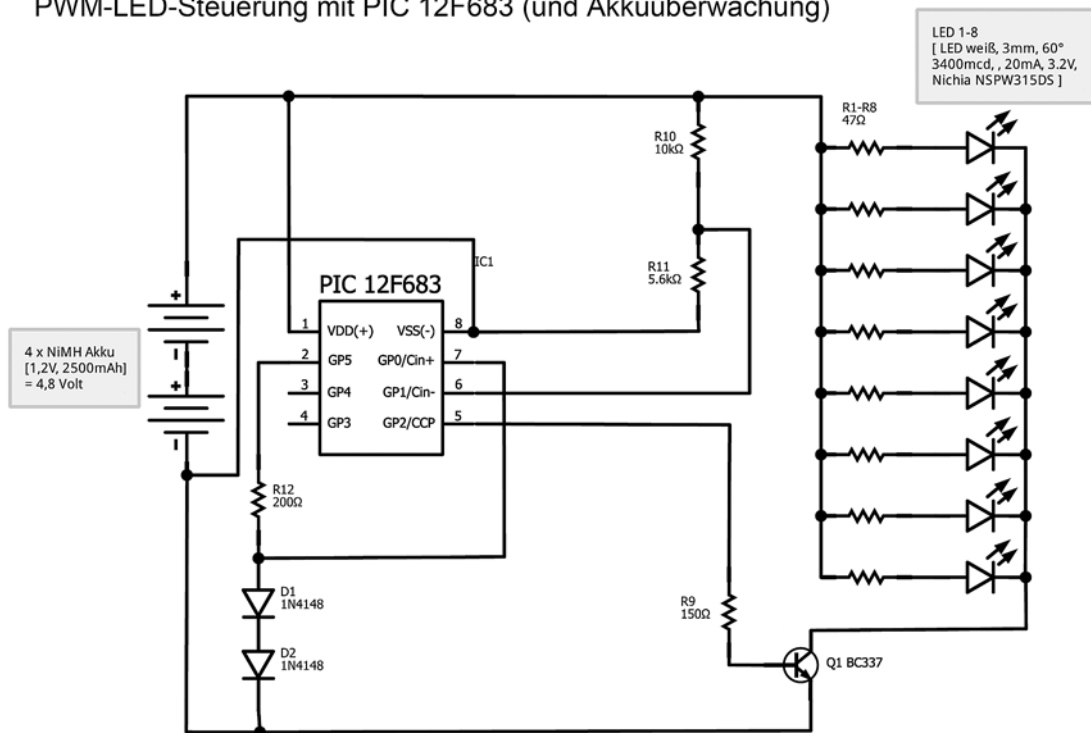 PWM-LED-Steuerung mit PIC 12F683 (und Akkuüberwachung)
LED 1-8
[ LED weiß, 3mm, 60°
3400mcd, , 20mA, 3.2V,
Nichia NSPW315DS ]
R1-R8
47Ω
R10
10kΩ
IC1
R11
5.6kΩ
PIC 12F683
+
1 VDD(+) VSS(-) 8
2 GP5 GP0/Cin+ 7
3 GP4 GP1/Cin- 6
4 GP3 GP2/CCP 5
4 x NiMH Akku
[1,2V, 2500mAh]
= 4,8 Volt
+
R12
200Ω
D1
1N4148
R9
150Ω
D2
1N4148
Q1 BC337